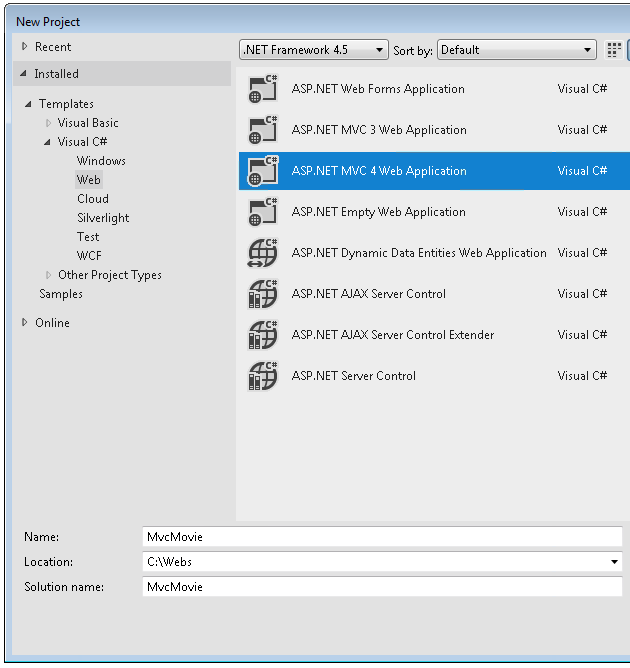 New Project
Recent
Installed
Templates
Visual Basic
Visual C#
Windows
Web
Cloud
Silverlight
Test
WCF
Other Project Types
Samples
Online
.NET Framework 4.5 Sort by: Default
C# ASP.NET Web Forms Application Visual C#
C# ASP.NET MVC 3 Web Application Visual C#
C# ASP.NET MVC 4 Web Application Visual C#
C# ASP.NET Empty Web Application Visual C#
C# ASP.NET Dynamic Data Entities Web Application Visual C#
C# ASP.NET AJAX Server Control Visual C#
C# ASP.NET AJAX Server Control Extender Visual C#
C# ASP.NET Server Control Visual C#
Name: MvcMovie
Location: C:\Webs
Solution name: MvcMovie